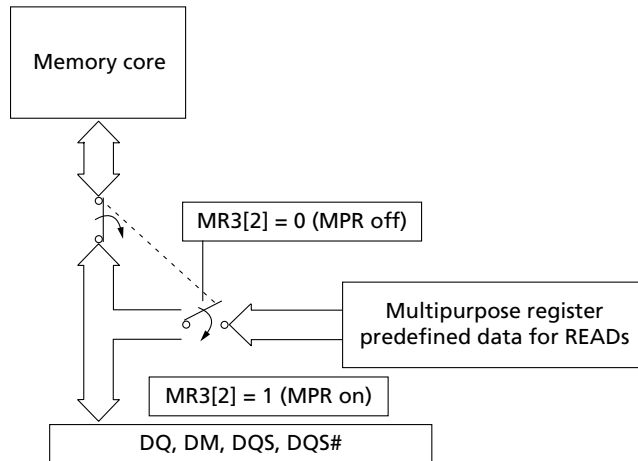 Memory core
MR3[2] = 0 (MPR off)
Multipurpose register
predefined data for READs
MR3[2] = 1 (MPR on)
DQ, DM, DQS, DQS#